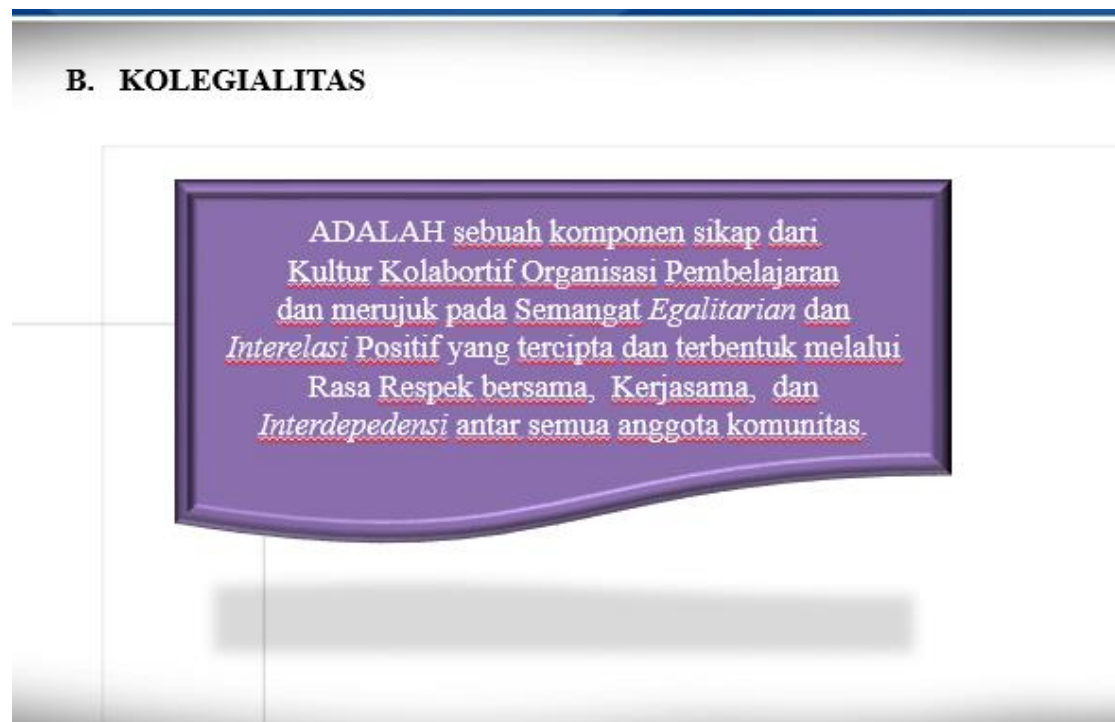 B. KOLEGIALITAS
ADALAH sebuah komponen sikap dari
Kultur Kolabortif Organisasi Pembelajaran
dan merujuk pada Semangat Egalitarian dan
Interelasi Positif yang tercipta dan terbentuk melalui
Rasa Respek bersama, Kerjasama, dan
Interdepedensi antar semua anggota komunitas.